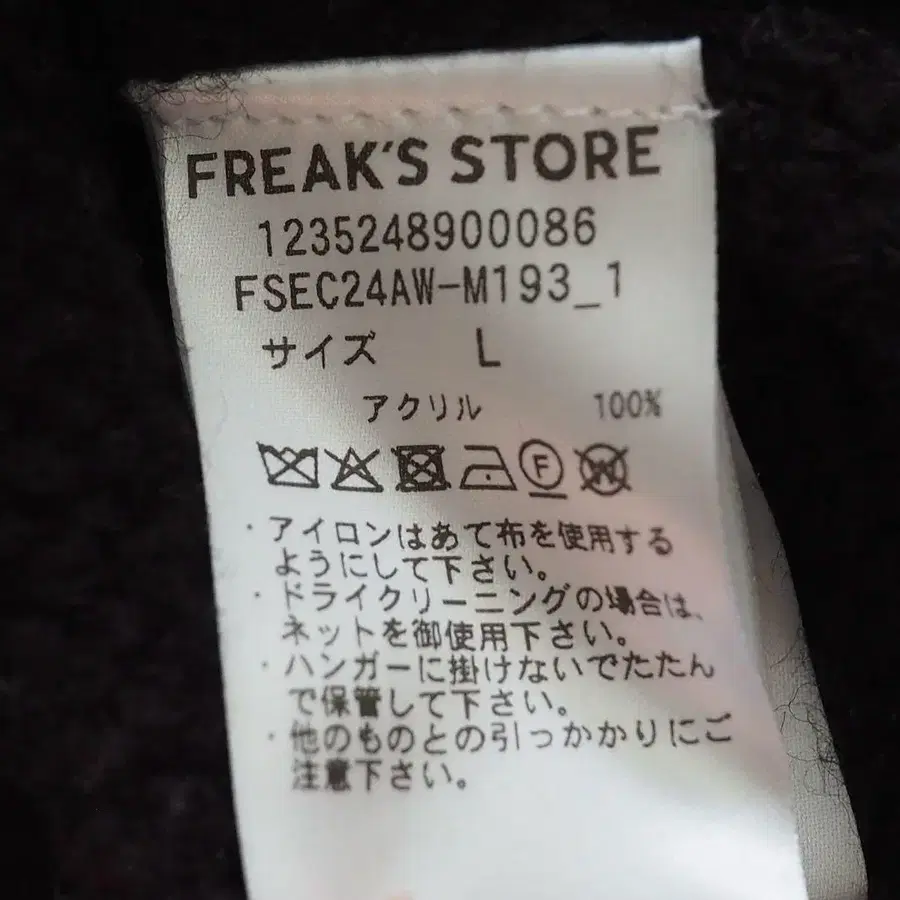 FREAK'S STORE
1235248900086
FSEC24AW-M193_1
サイズ L
アクリル 100%
F W
・アイロンはあて布を使用する
ようにして下さい。
・ドライクリーニングの場合は、
ネットを御使用下さい。
・ハンガーに掛けないでたたん
で保管して下さい。
・他のものとの引っかかりにご
注意下さい。